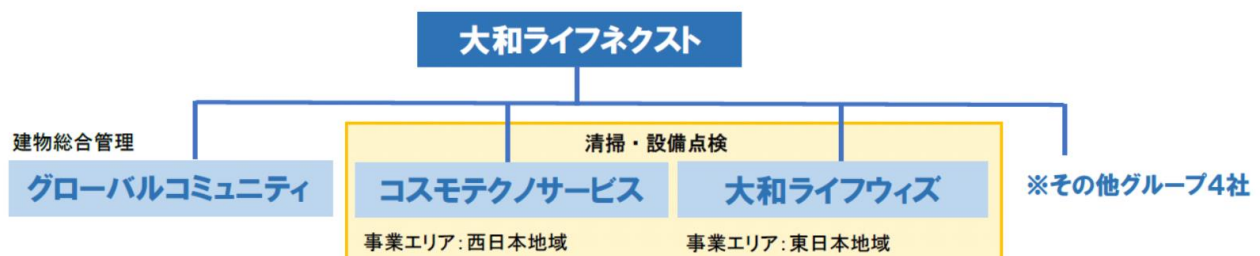 大和ライフネクスト
建物総合管理
グローバルコミュニティ
清掃・設備点検
コスモテクノサービス
大和ライフウィズ
※その他グループ4社
事業エリア：西日本地域
事業エリア：東日本地域